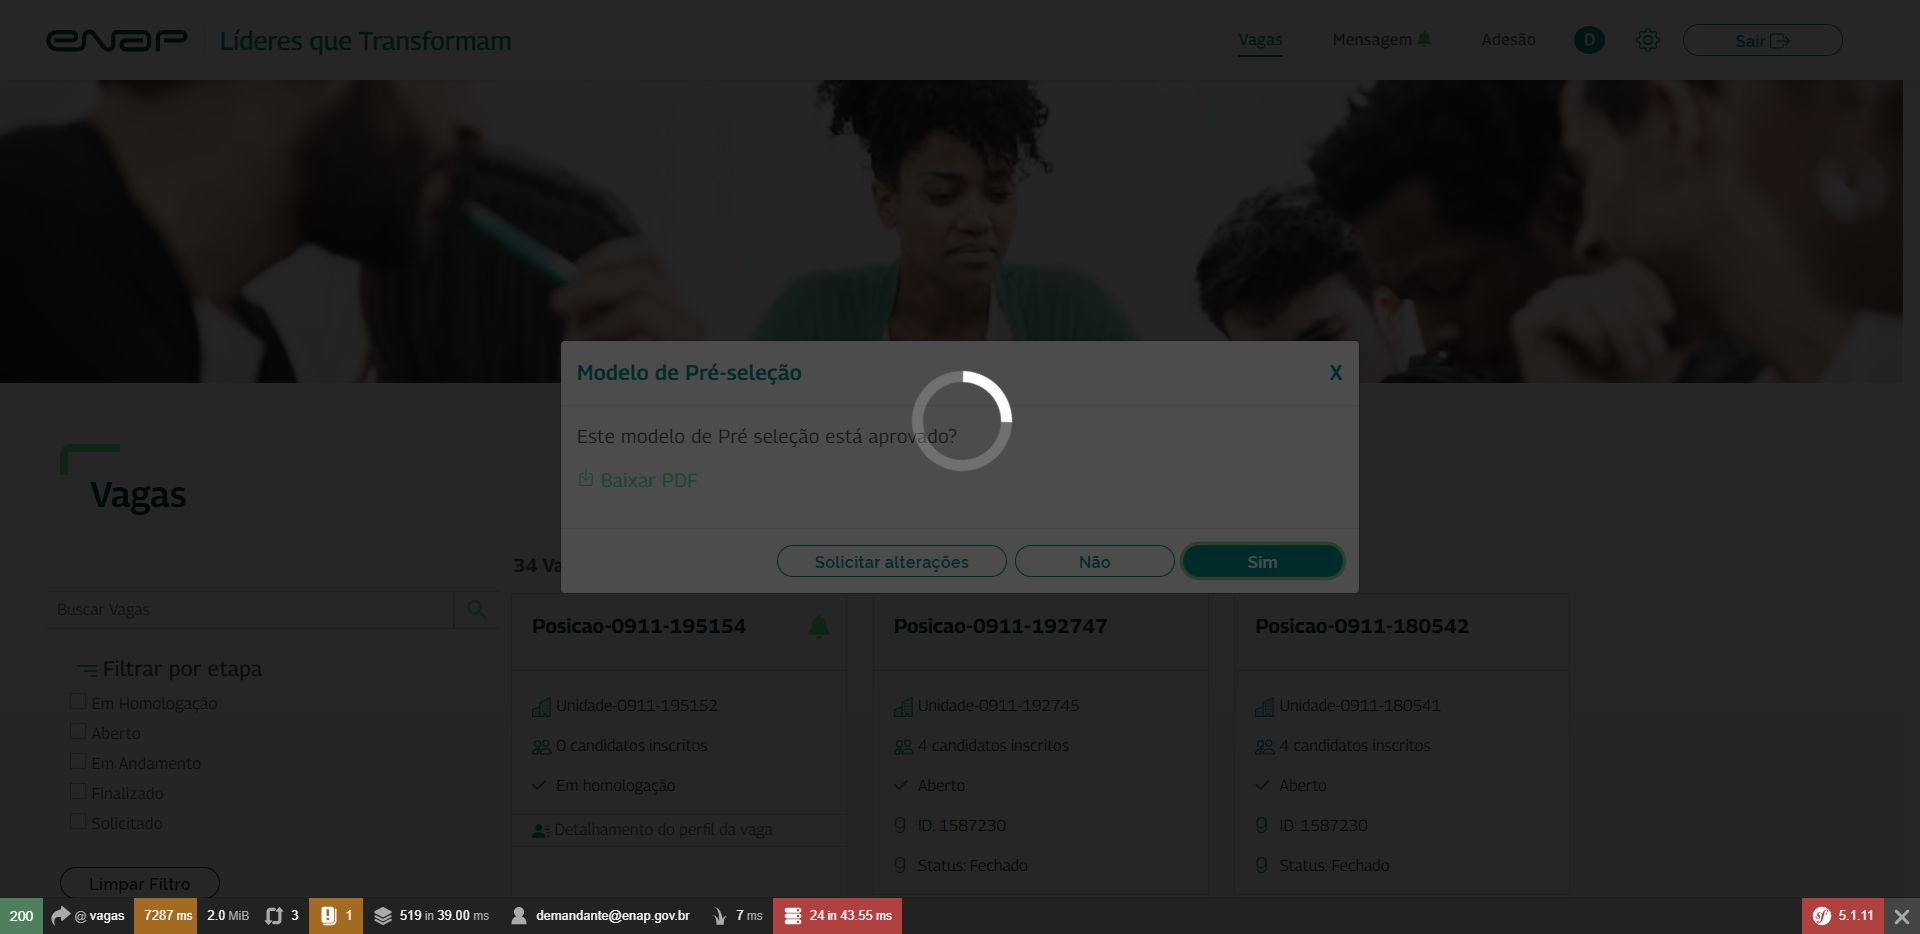 enap
Líderes que Transformam
Vagas
Mensagem
Adesão
D
Sair
Modelo de Pré-seleção
X
Este modelo de Pré seleção está aprovado?
Baixar PDF
Solicitar alterações
Não
Sim
Vagas
34 Va
Buscar Vagas
Filtrar por etapa
Em Homologação
Aberto
Em Andamento
Finalizado
Solicitado
Limpar Filtro
Posicao-0911-195154
Unidade-0911-195152
0 candidatos inscritos
Em homologação
Detalhamento do perfil da vaga
Posicao-0911-192747
Unidade-0911-192745
4 candidatos inscritos
Aberto
ID: 1587230
Status: Fechado
Posicao-0911-180542
Unidade-0911-180541
4 candidatos inscritos
Aberto
ID: 1587230
Status: Fechado
200 @ vagas 7287 ms 2.0 MiB 3 1 519 in 39.00 ms demandante@enap.gov.br 7 ms 24 in 43.55 ms sf 5.1.11